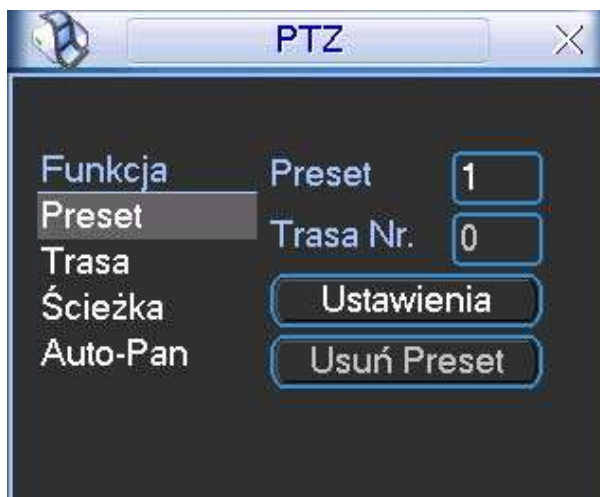 PTZ
Funkcja
Preset
Trasa
Ścieżka
Auto-Pan
Preset 1
Trasa Nr. 0
Ustawienia
Usuń Preset